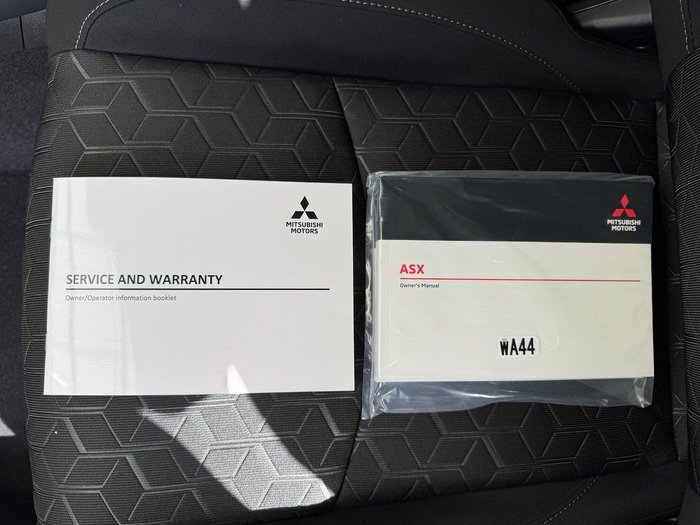 MITSUBISHI
MOTORS
SERVICE AND WARRANTY
Owner/Operator information booklet
MITSUBISHI
MOTORS
ASX
Owner's Manual
WA44